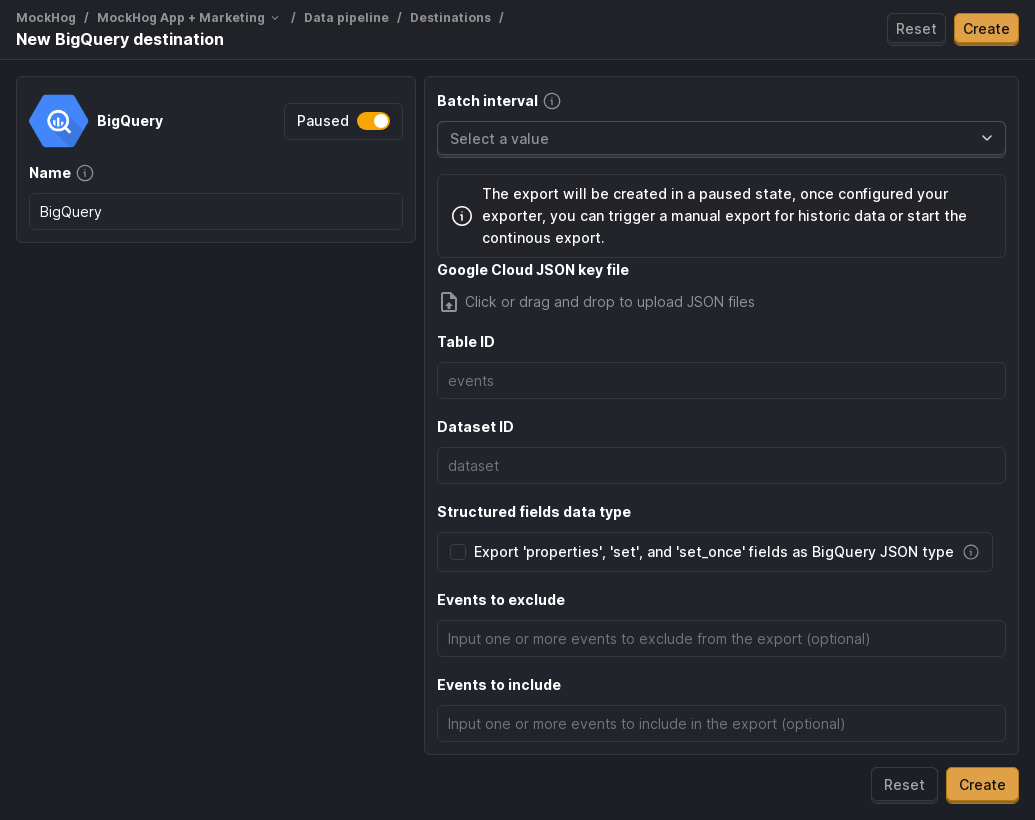 MockHog / MockHog App + Marketing / Data pipeline / Destinations /
New BigQuery destination
Reset
Create
BigQuery
Paused
Name
BigQuery
Batch interval
Select a value
The export will be created in a paused state, once configured your
exporter, you can trigger a manual export for historic data or start the
continous export.
Google Cloud JSON key file
Click or drag and drop to upload JSON files
Table ID
events
Dataset ID
dataset
Structured fields data type
Export 'properties', 'set', and 'set_once' fields as BigQuery JSON type
Events to exclude
Input one or more events to exclude from the export (optional)
Events to include
Input one or more events to include in the export (optional)
Reset
Create